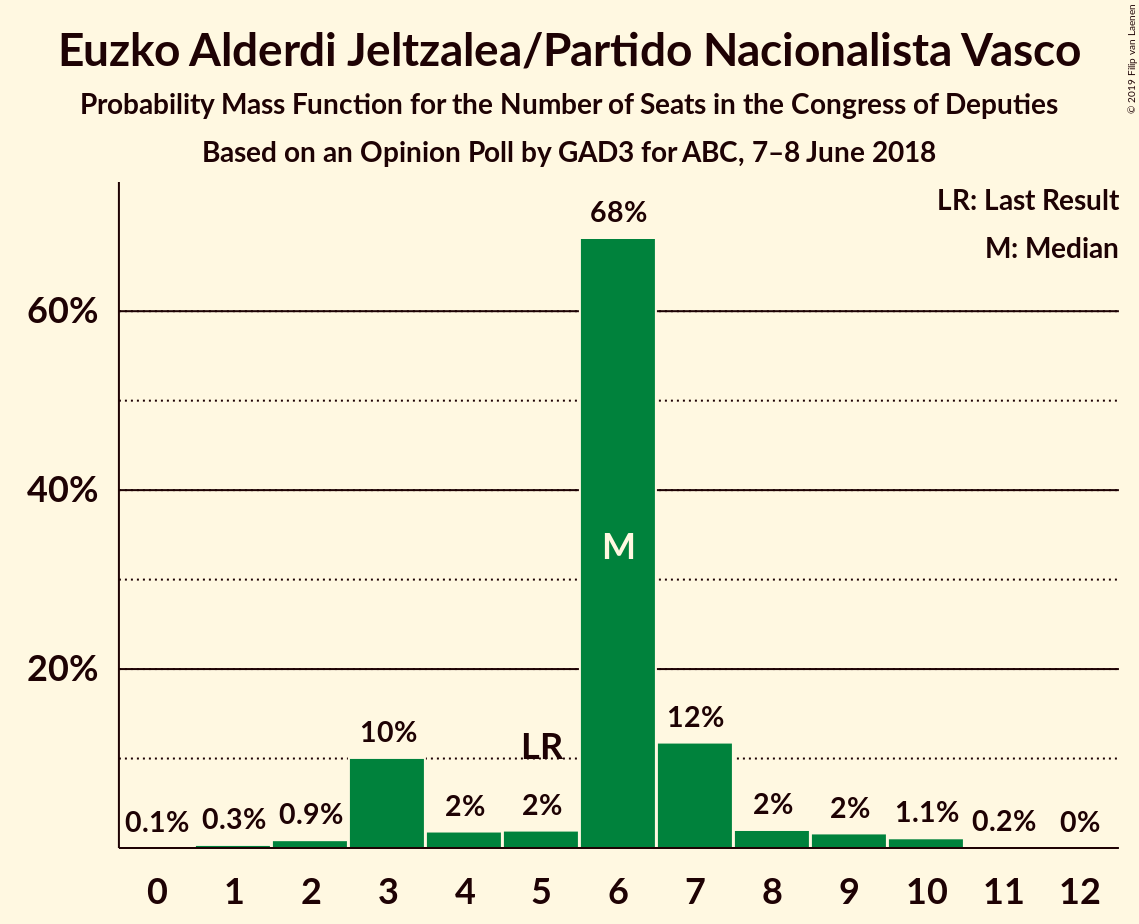 Euzko Alderdi Jeltzalea/Partido Nacionalista Vasco
Probability Mass Function for the Number of Seats in the Congress of Deputies
Based on an Opinion Poll by GAD3 for ABC, 7–8 June 2018
© 2019 Filip van Laenen
LR: Last Result
M: Median
68%
60%
40%
M
20%
12%
10%
LR
0.1% 0.3% 0.9% 2% 2% 2% 2% 1.1% 0.2% 0%
0 1 2 3 4 5 6 7 8 9 10 11 12